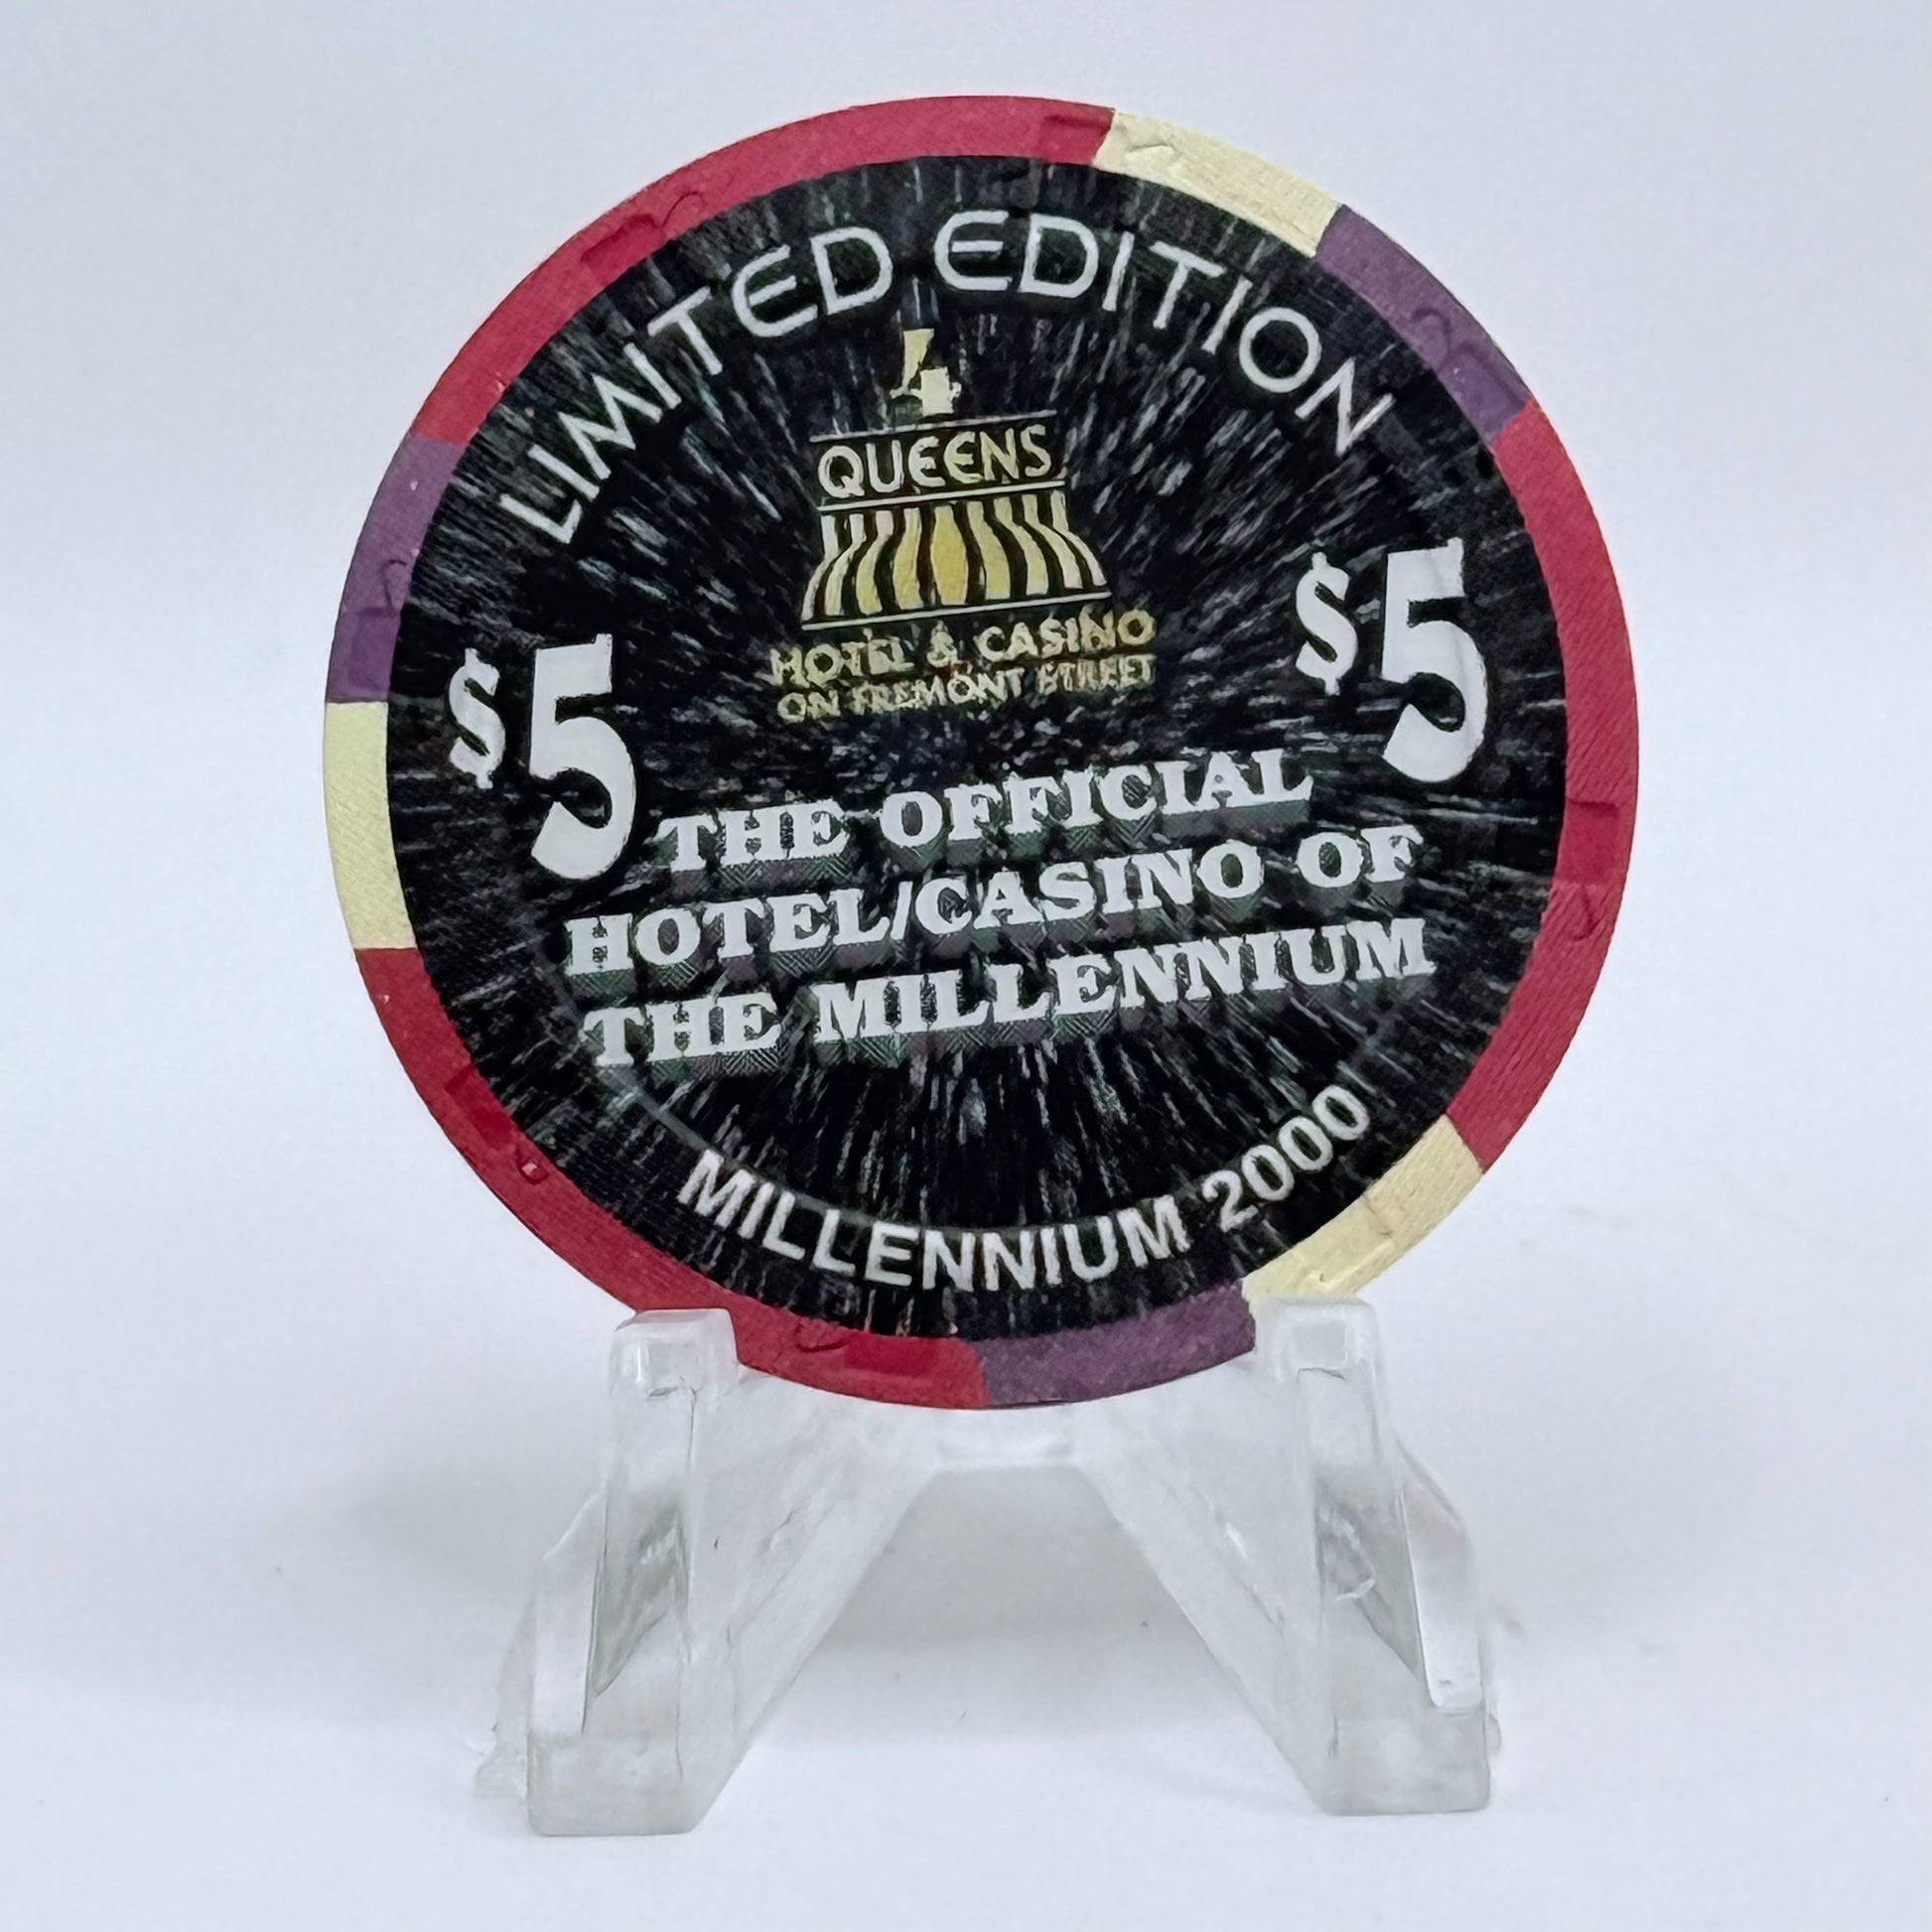 LIMITED EDITION
4
QUEENS
HOTEL & CASINO
ON FREMONT STREET
$5
$5
THE OFFICIAL
HOTEL/CASINO OF
THE MILLENNIUM
MILLENNIUM 2000